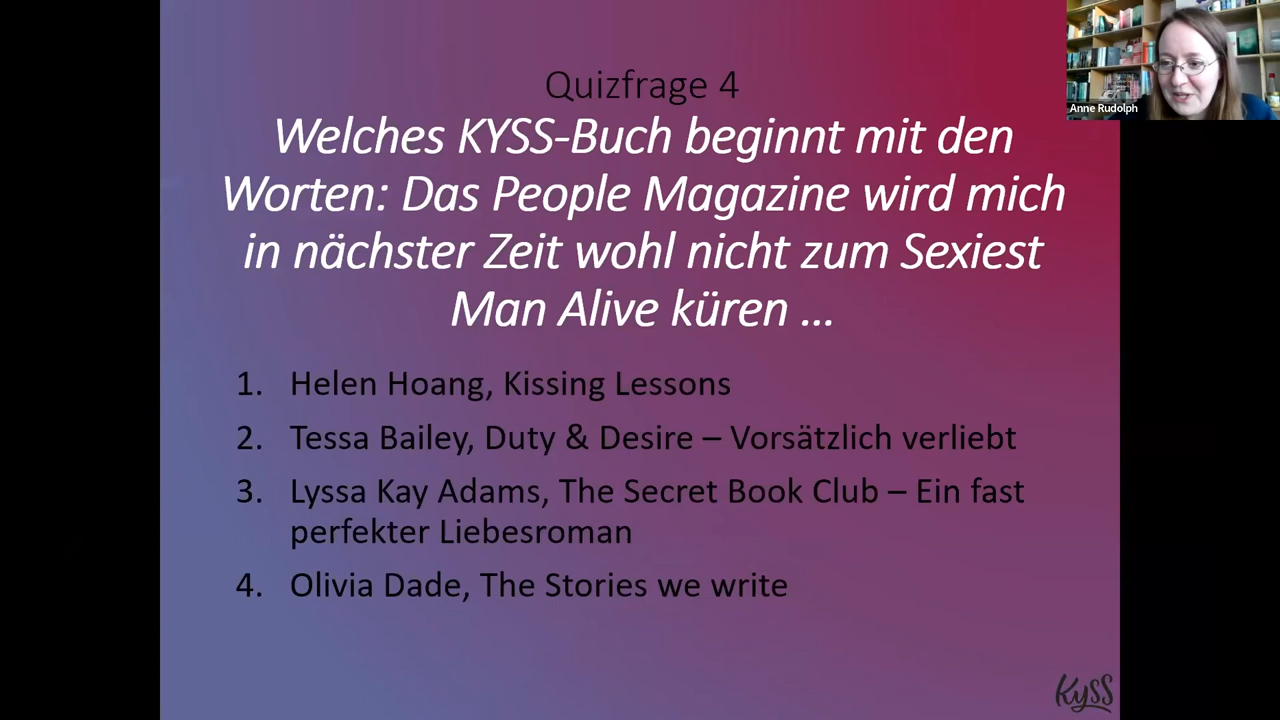 Quizfrage 4
Welches KYSS-Buch beginnt mit den
Worten: Das People Magazine wird mich
in nächster Zeit wohl nicht zum Sexiest
Man Alive küren ...
1. Helen Hoang, Kissing Lessons
2. Tessa Bailey, Duty & Desire – Vorsätzlich verliebt
3. Lyssa Kay Adams, The Secret Book Club – Ein fast
perfekter Liebesroman
4. Olivia Dade, The Stories we write
Anne Rudolph
Kyss